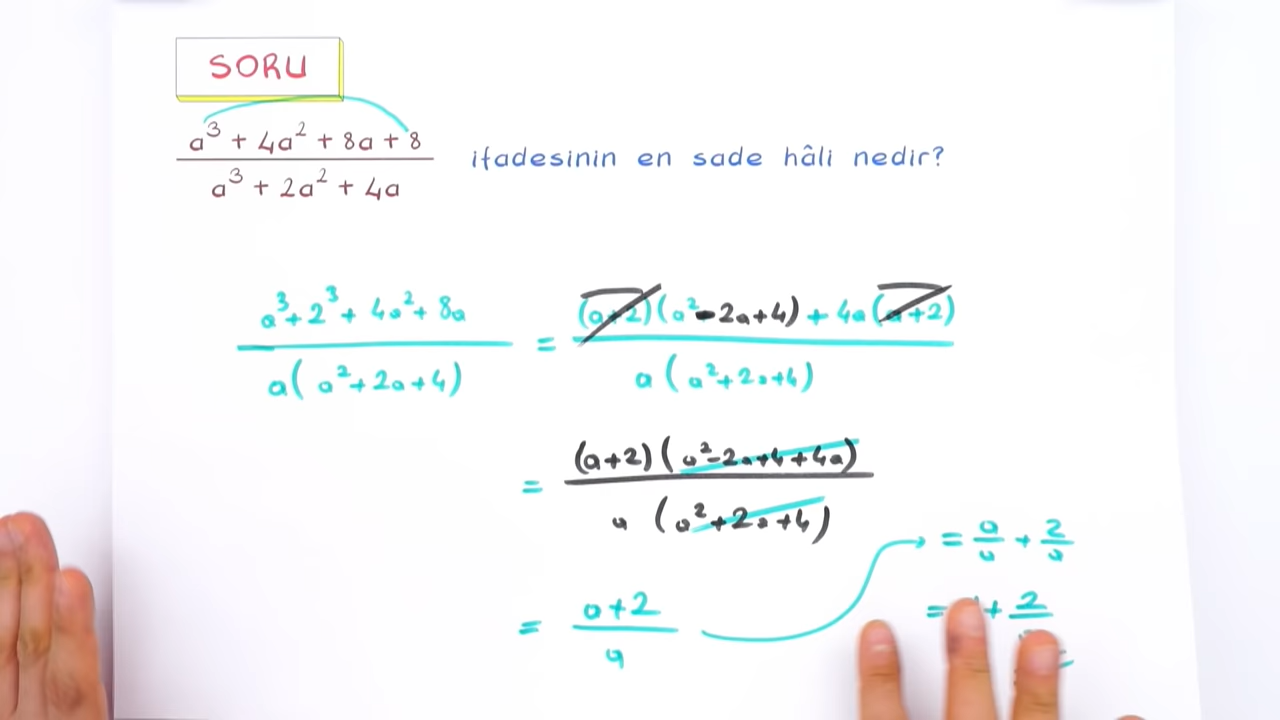 SORU
a³ + 4a² + 8a + 8
a³ + 2a² + 4a
ifadesinin en sade hâli nedir?
a³ + 2³ + 4a² + 8a
a(a² + 2a + 4)
= (a+2)(a² - 2a + 4) + 4a(a+2)
a(a² + 2a + 4)
= (a+2)(a² - 2a + 4 + 4a)
a(a² + 2a + 4)
= a+2
a
= a/a + 2/a
= + 2